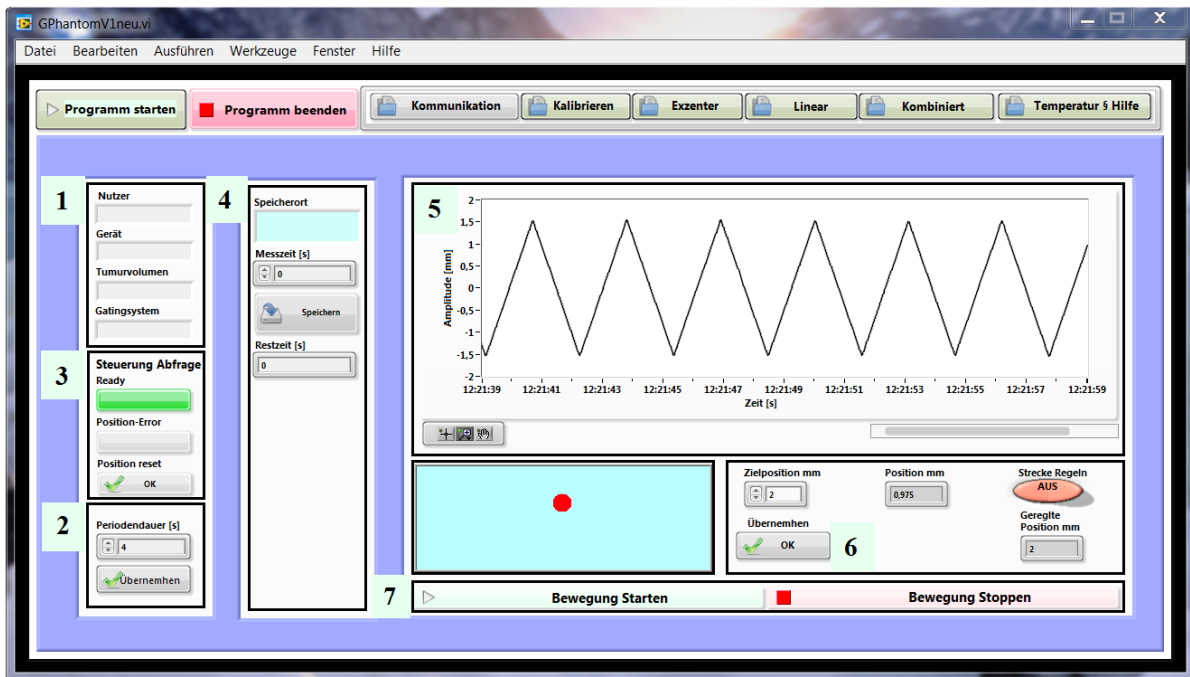 GPhantomV1neu.vi
Datei Bearbeiten Ausführen Werkzeuge Fenster Hilfe
Programm starten
Programm beenden
Kommunikation
Kalibrieren
Exzenter
Linear
Kombiniert
Temperatur § Hilfe
1
Nutzer
Gerät
Tumurvolumen
Gatingsystem
3
Steuerung Abfrage
Ready
Position-Error
Position reset
OK
2
Periodendauer [s]
4
Übernemhen
4
Speicherort
Messzeit [s]
0
Speichern
Restzeit [s]
0
5
Amplitude [mm]
2
1,5
1
0,5
0
-0,5
-1
-1,5
-2
12:21:39 12:21:41 12:21:43 12:21:45 12:21:47 12:21:49 12:21:51 12:21:53 12:21:55 12:21:57 12:21:59
Zeit [s]
Zielposition mm
2
Übernemhen
OK
6
Position mm
0,975
Strecke Regeln
AUS
Gereglte
Position mm
2
7
Bewegung Starten
Bewegung Stoppen